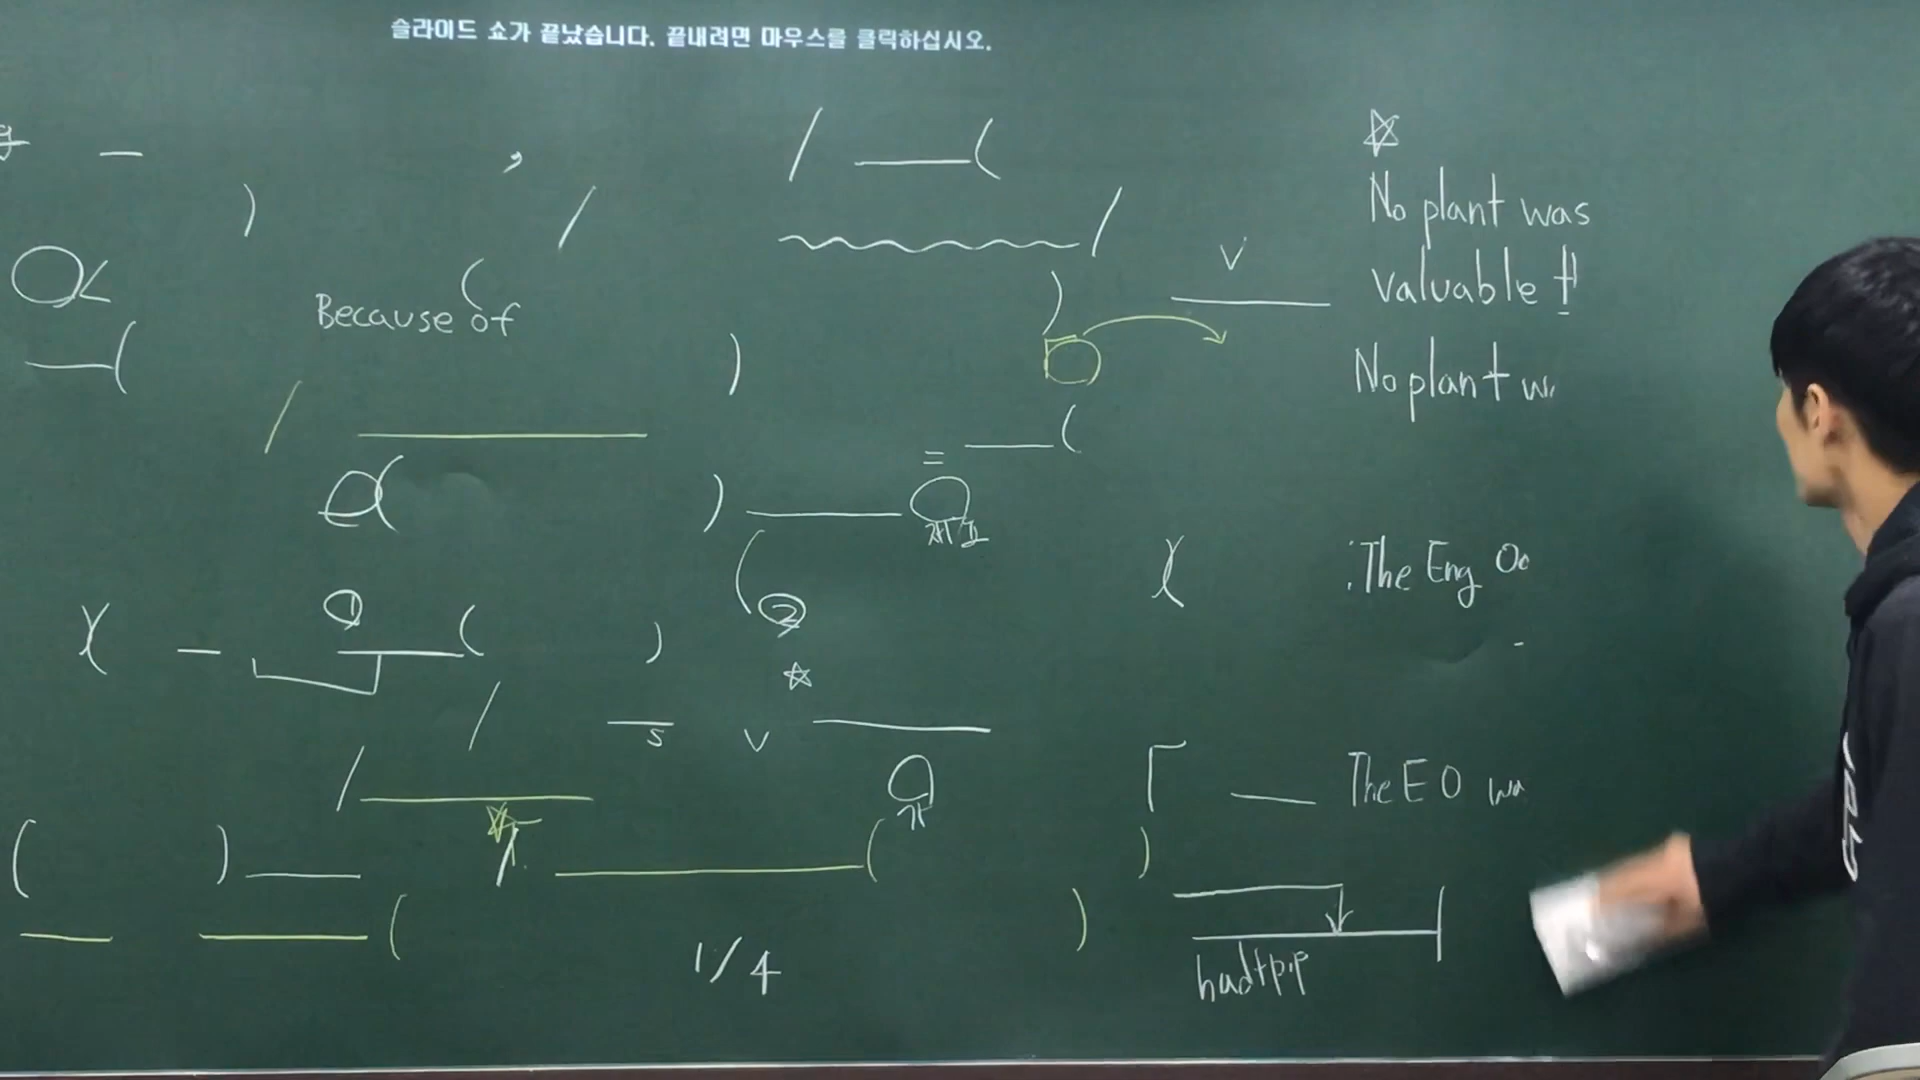 슬라이드 쇼가 끝났습니다. 끝내려면 마우스를 클릭하십시오.
No plant was
valuable
No plant
Because of
①
②
s v
v
The Eng
The E O wa
had+p.p
1/4